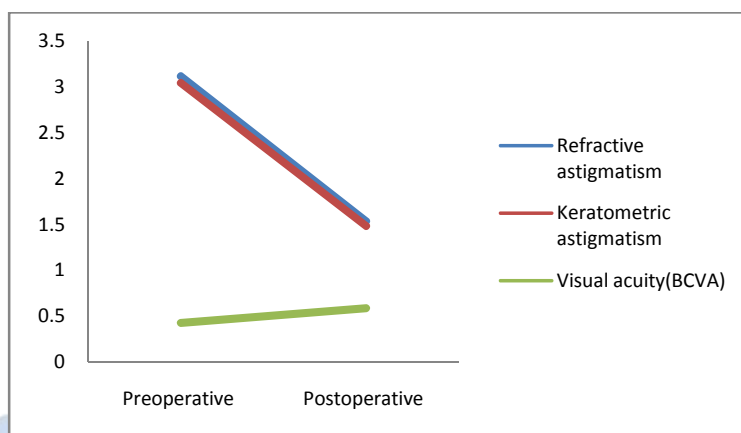 3.5
3
2.5
2
1.5
1
0.5
0
Preoperative
Postoperative
Refractive
astigmatism
Keratometric
astigmatism
Visual acuity(BCVA)